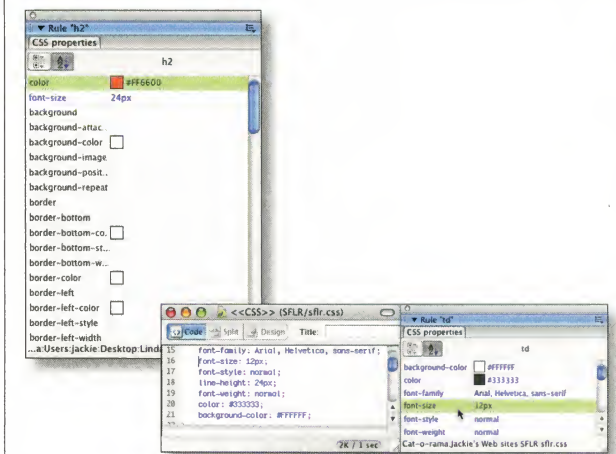 ▼ Rule "h2"
CSS properties
h2
color #FF6600
font-size 24px
background
background-attac
background-color
background-image
background-posit..
background-repeat
border
border-bottom
border-bottom-co.
border-bottom-st...
border-bottom-w...
border-color
border-left
border-left-color
border-left-style
border-left-width
...a:Users:Jackie:Desktop:Lind
<<CSS>> (SFLR/sflr.css)
Code Split Design Title:
15 font-family: Arial, Helvetica, sans-serif;
16 font-size: 12px;
17 font-style: normal;
18 line-height: 24px;
19 font-weight: normal;
20 color: #333333;
21 background-color: #FFFFFF;
2K / 1 sec
▼ Rule "td"
CSS properties
td
background-color #FFFFFF
color #333333
font-family Arial, Helvetica, sans-serif
font-size 12px
font-style normal
font-weight normal
Cat-o-rama:Jackie's Web sites SFLR sflr.css